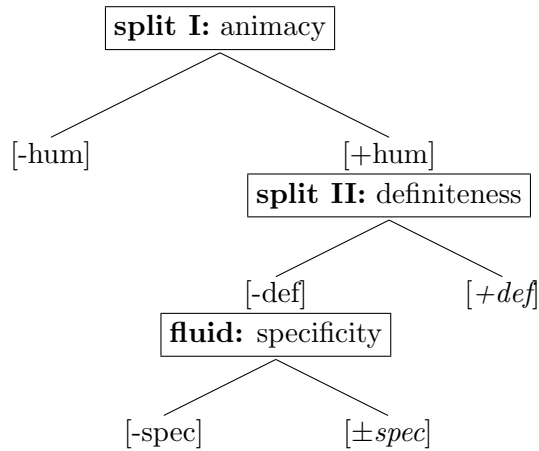 split I: animacy
[-hum] [+hum]
split II: definiteness
[-def] [+def]
fluid: specificity
[-spec] [±spec]